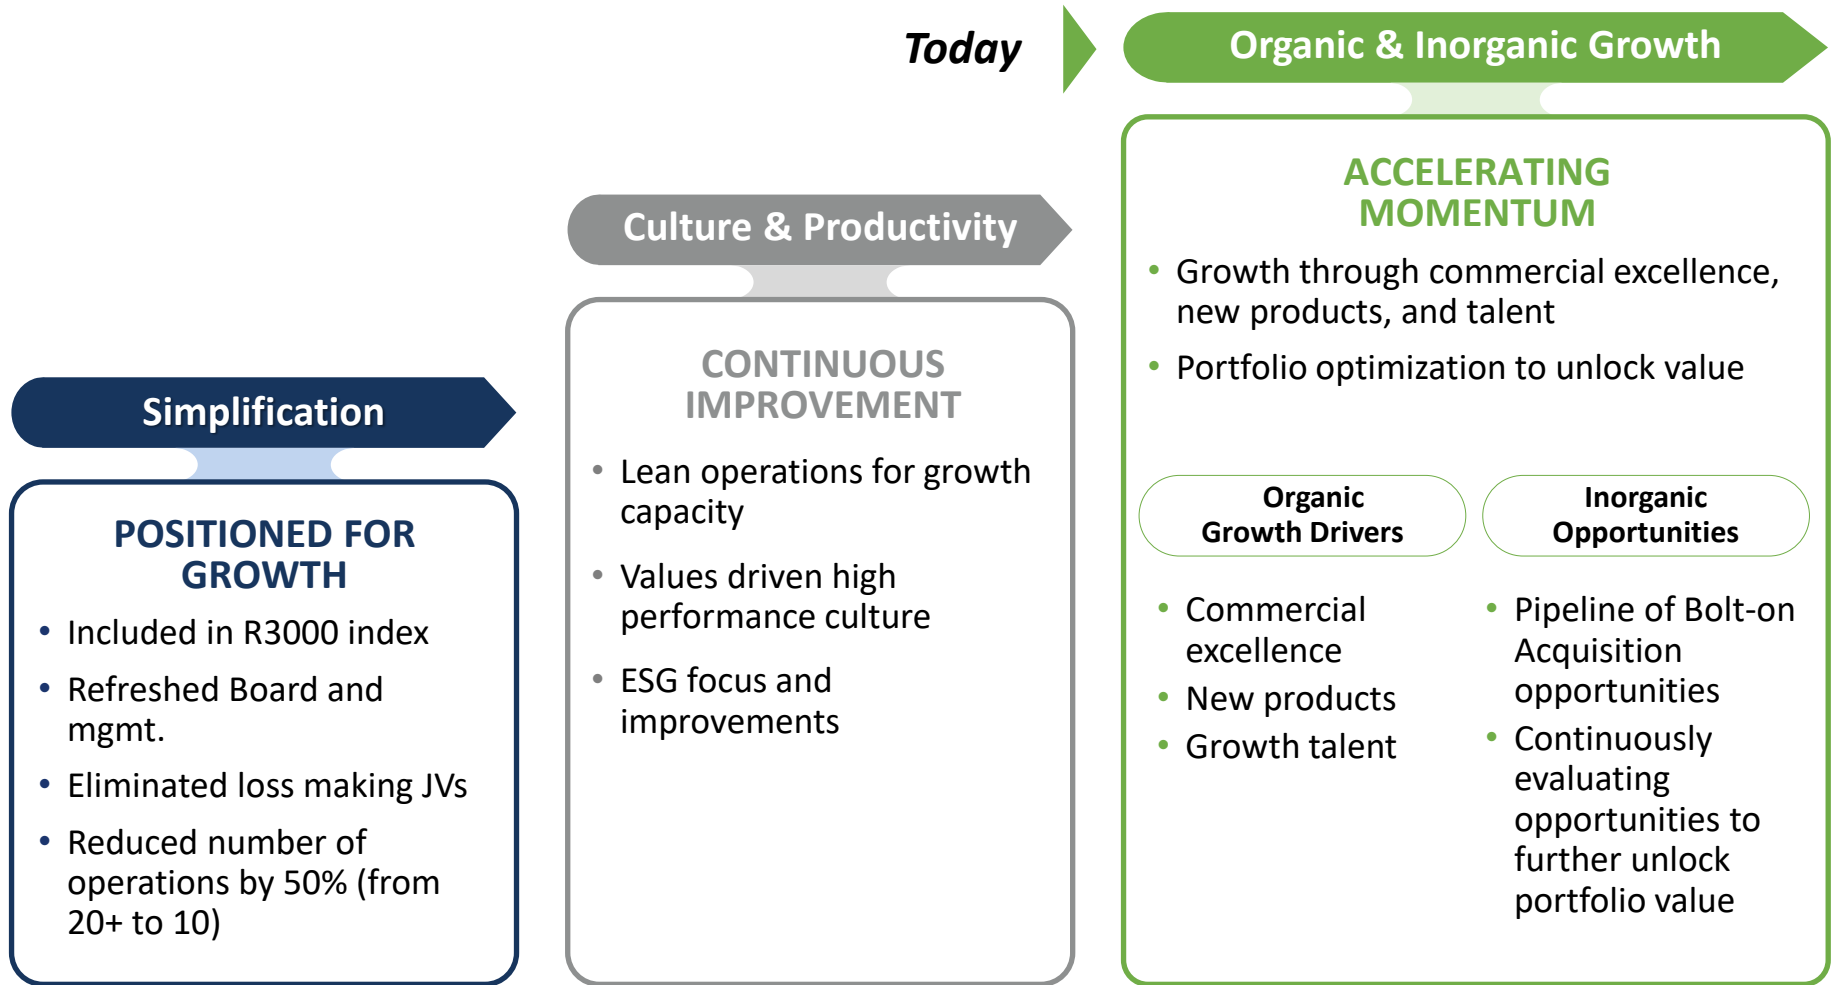 Today
Organic & Inorganic Growth
ACCELERATING
MOMENTUM
• Growth through commercial excellence,
new products, and talent
• Portfolio optimization to unlock value
Organic
Growth Drivers
• Commercial
excellence
• New products
• Growth talent
Inorganic
Opportunities
• Pipeline of Bolt-on
Acquisition
opportunities
• Continuously
evaluating
opportunities to
further unlock
portfolio value
Culture & Productivity
CONTINUOUS
IMPROVEMENT
• Lean operations for growth
capacity
• Values driven high
performance culture
• ESG focus and
improvements
Simplification
POSITIONED FOR
GROWTH
• Included in R3000 index
• Refreshed Board and
mgmt.
• Eliminated loss making JVs
• Reduced number of
operations by 50% (from
20+ to 10)